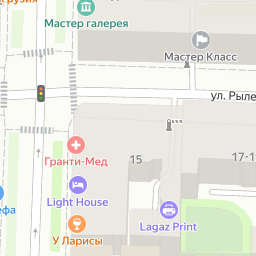 Мастер галерея
Мастер Класс
ул. Рыле
Гранти-Мед
15
17-1
Light House
Lagaz Print
У Ларисы